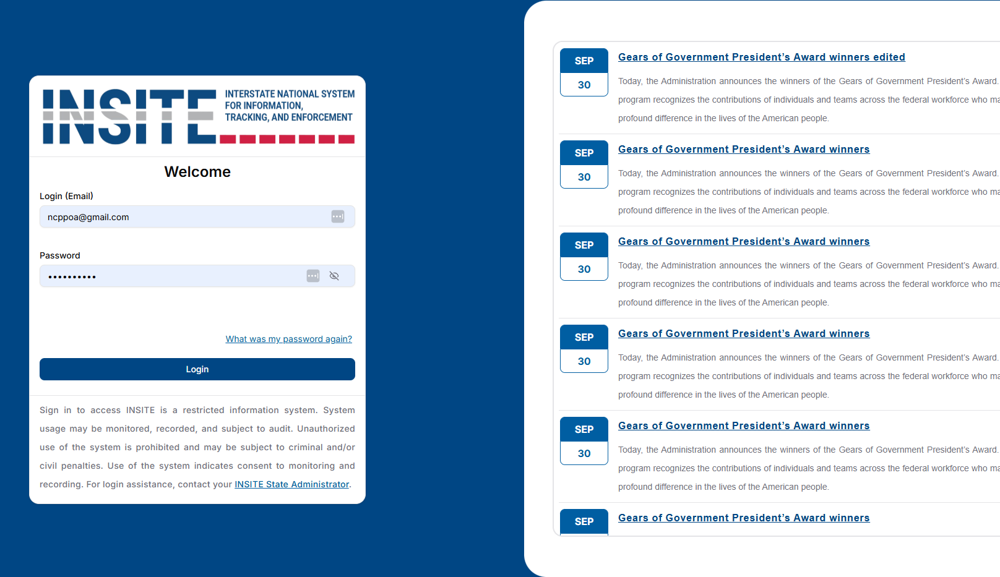 INSITE
INTERSTATE NATIONAL SYSTEM
FOR INFORMATION,
TRACKING, AND ENFORCEMENT
Welcome
Login (Email)
ncppoa@gmail.com
Password
••••••••••
What was my password again?
Login
Sign in to access INSITE is a restricted information system. System
usage may be monitored, recorded, and subject to audit. Unauthorized
use of the system is prohibited and may be subject to criminal and/or
civil penalties. Use of the system indicates consent to monitoring and
recording. For login assistance, contact your INSITE State Administrator.
SEP
30
Gears of Government President’s Award winners edited
Today, the Administration announces the winners of the Gears of Government President’s Award.
program recognizes the contributions of individuals and teams across the federal workforce who
profound difference in the lives of the American people.
SEP
30
Gears of Government President’s Award winners
Today, the Administration announces the winners of the Gears of Government President’s Award.
program recognizes the contributions of individuals and teams across the federal workforce who
profound difference in the lives of the American people.
SEP
30
Gears of Government President’s Award winners
Today, the Administration announces the winners of the Gears of Government President’s Award.
program recognizes the contributions of individuals and teams across the federal workforce who
profound difference in the lives of the American people.
SEP
30
Gears of Government President’s Award winners
Today, the Administration announces the winners of the Gears of Government President’s Award.
program recognizes the contributions of individuals and teams across the federal workforce who
profound difference in the lives of the American people.
SEP
30
Gears of Government President’s Award winners
Today, the Administration announces the winners of the Gears of Government President’s Award.
program recognizes the contributions of individuals and teams across the federal workforce who
profound difference in the lives of the American people.
SEP
Gears of Government President’s Award winners